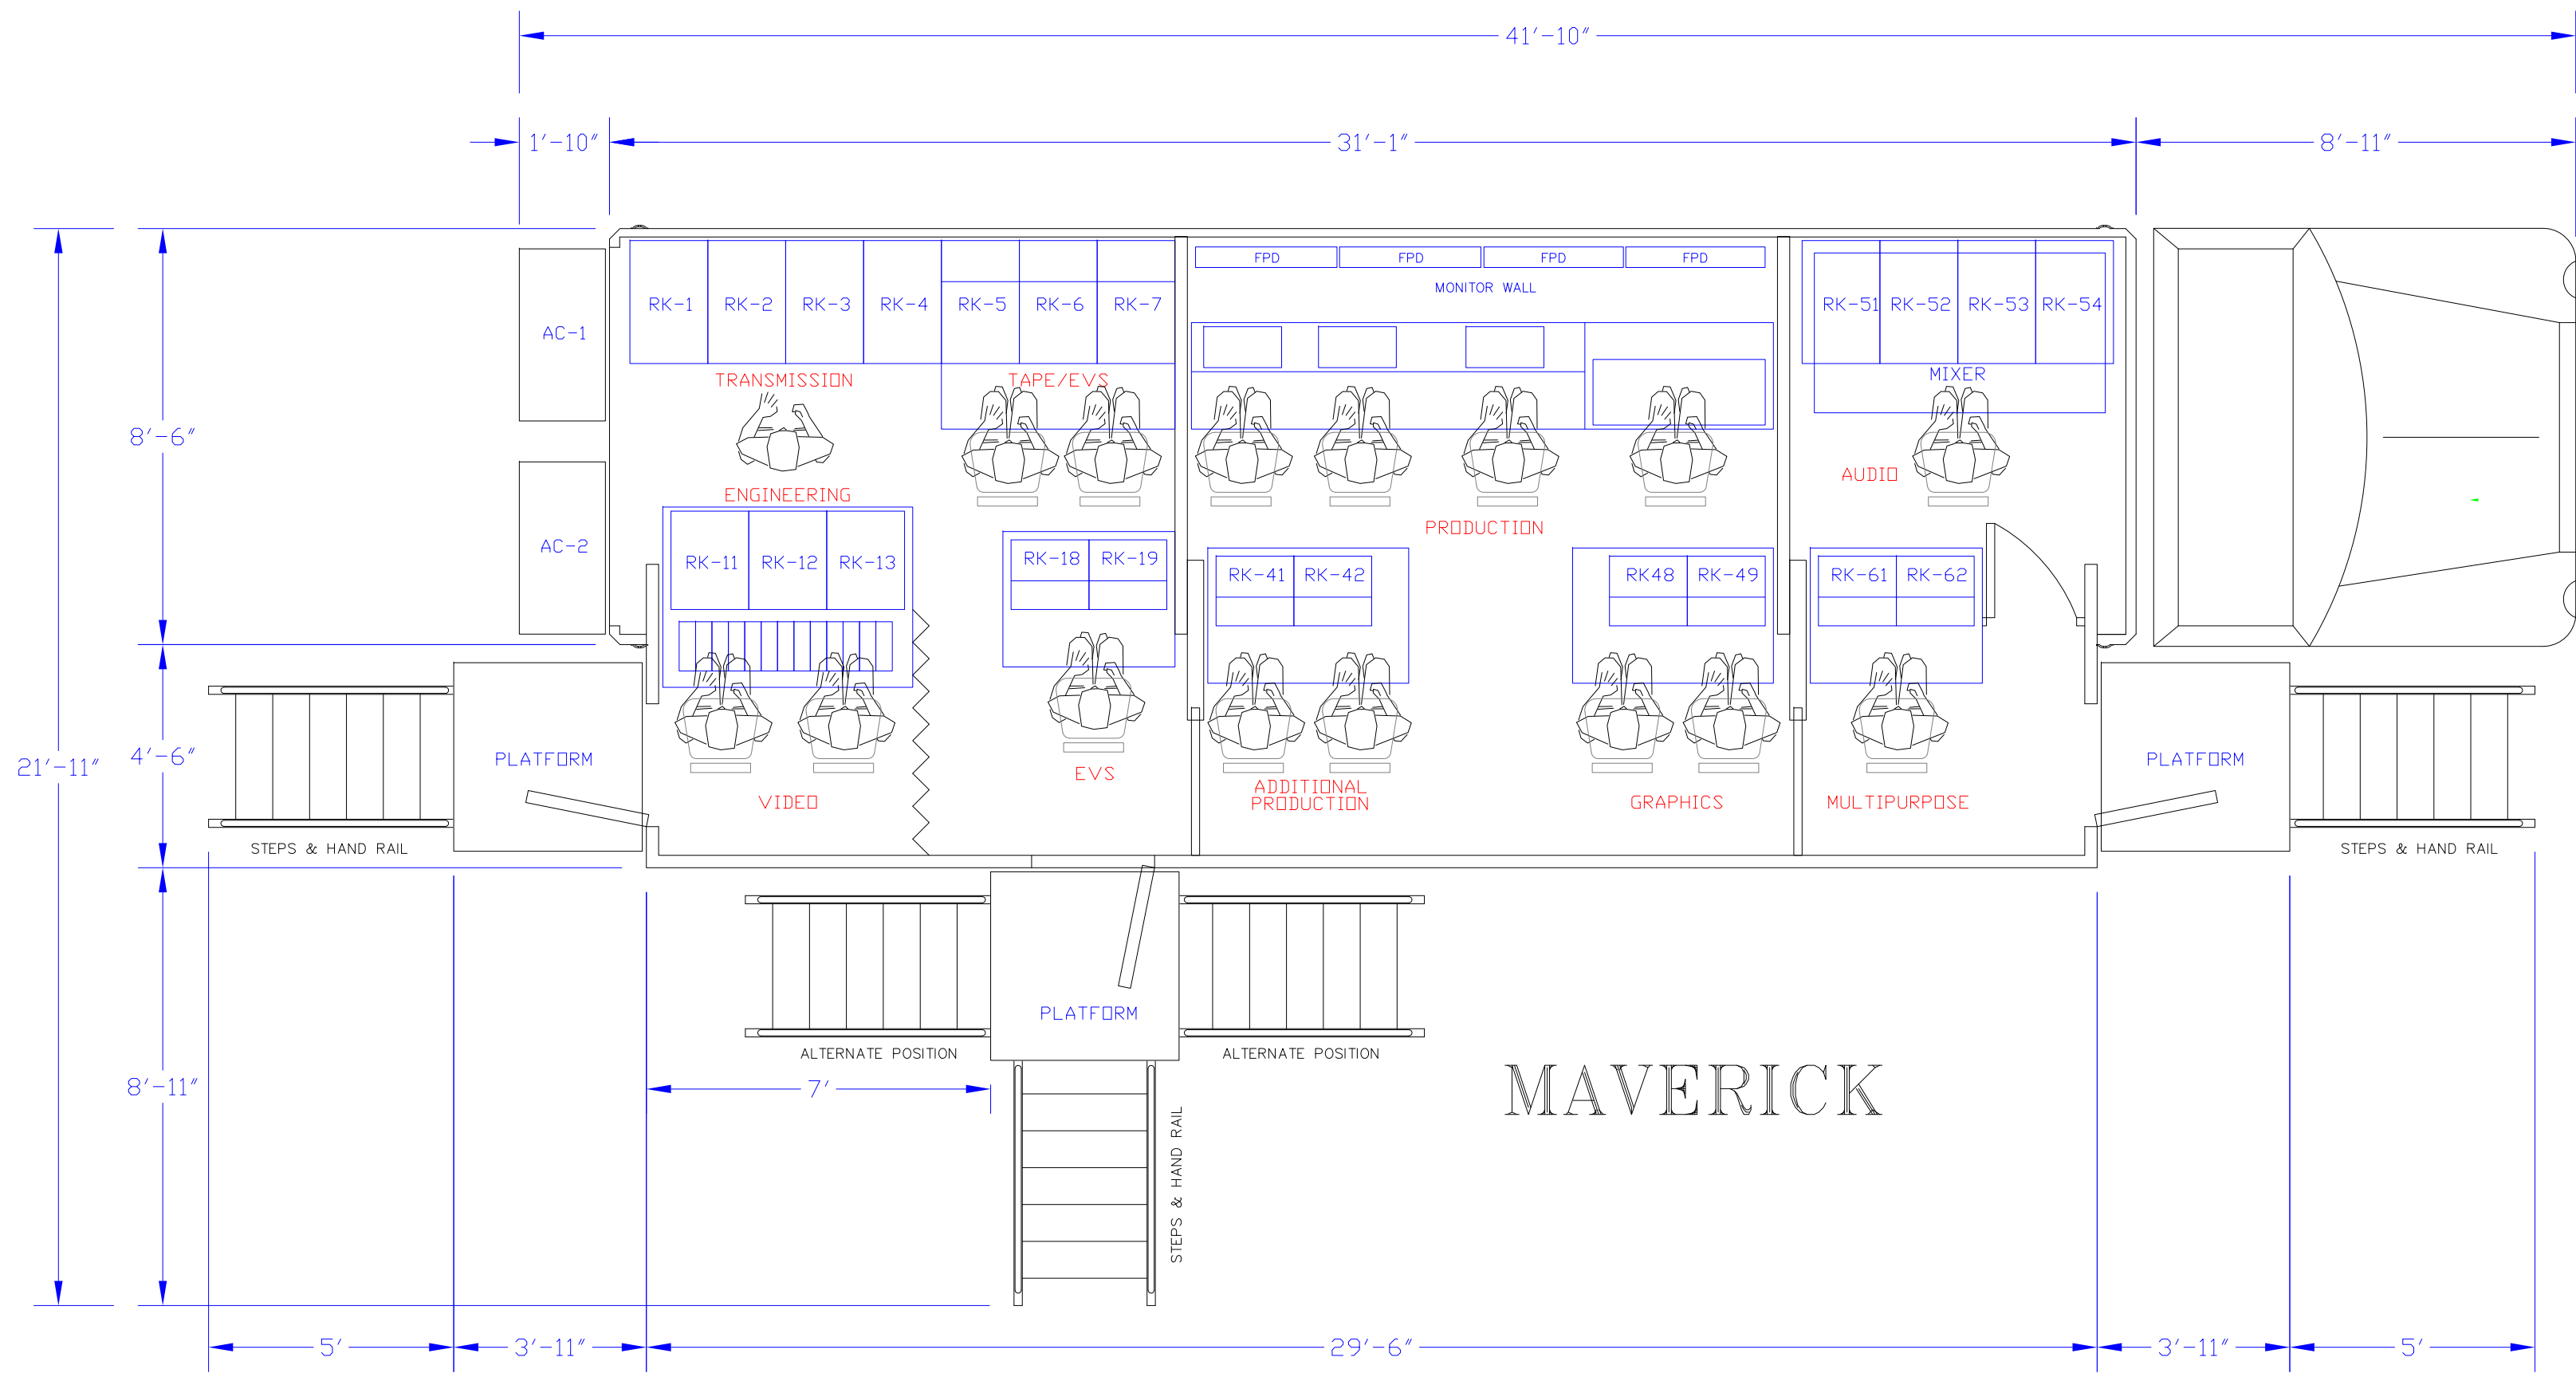 41'-10"
1'-10" 31'-1" 8'-11"
FPD FPD FPD FPD
MONITOR WALL
RK-1 RK-2 RK-3 RK-4 RK-5 RK-6 RK-7 RK-51 RK-52 RK-53 RK-54
AC-1
TRANSMISSION TAPE/EVS MIXER
8'-6"
AUDIO
ENGINEERING
PRODUCTION
AC-2
RK-11 RK-12 RK-13 RK-18 RK-19 RK-41 RK-42 RK48 RK-49 RK-61 RK-62
4'-6"
21'-11"
PLATFORM PLATFORM
EVS
ADDITIONAL
PRODUCTION
VIDEO GRAPHICS MULTIPURPOSE
STEPS & HAND RAIL STEPS & HAND RAIL
PLATFORM
ALTERNATE POSITION ALTERNATE POSITION
8'-11"
7'
MAVERICK
STEPS & HAND RAIL
5' 3'-11" 29'-6" 3'-11" 5'